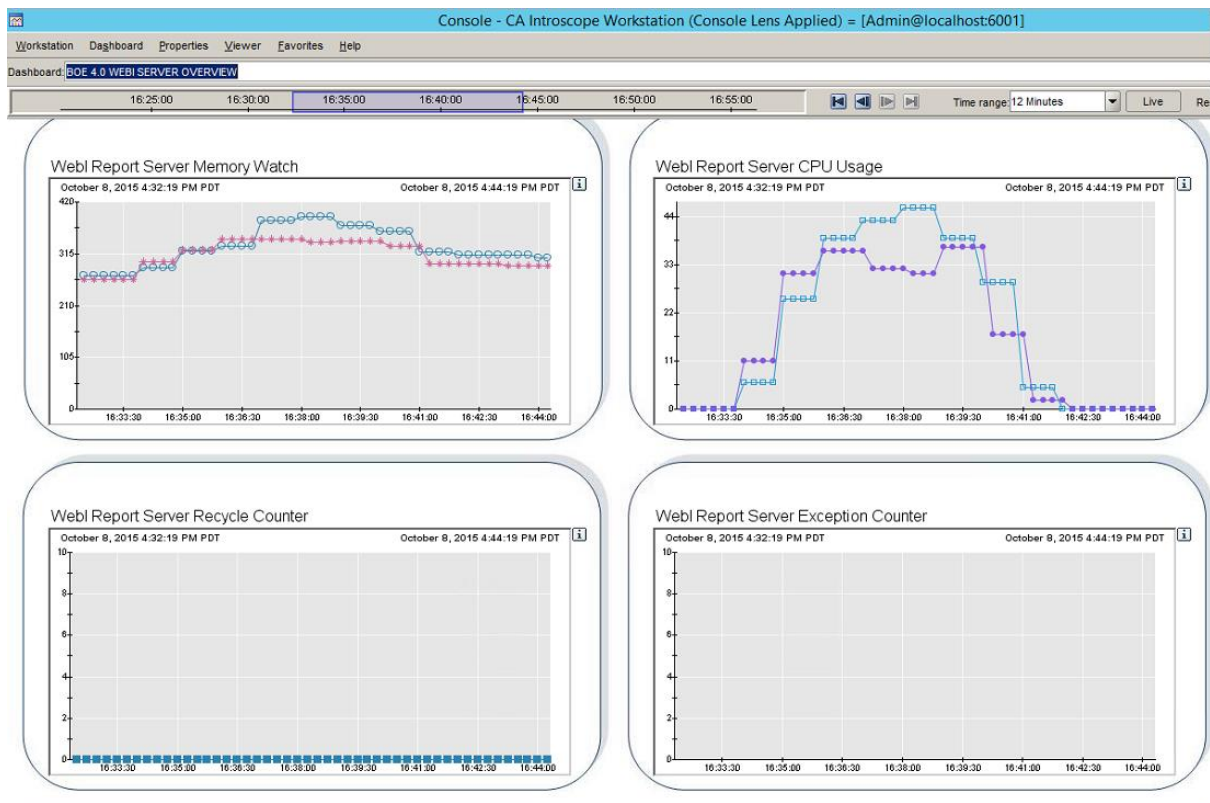 Console - CA Introscope Workstation (Console Lens Applied) = [Admin@localhost:6001]
Workstation Dashboard Properties Viewer Favorites Help
Dashboard: BOE 4.0 WEBI SERVER OVERVIEW
16:25:00 16:30:00 16:35:00 16:40:00 16:45:00 16:50:00 16:55:00 Time range: 12 Minutes Live Re
WebI Report Server Memory Watch
October 8, 2015 4:32:19 PM PDT October 8, 2015 4:44:19 PM PDT
420
315
210
105
0
16:33:30 16:35:00 16:36:30 16:38:00 16:39:30 16:41:00 16:42:30 16:44:00
WebI Report Server CPU Usage
October 8, 2015 4:32:19 PM PDT October 8, 2015 4:44:19 PM PDT
44
33
22
11
0
16:33:30 16:35:00 16:36:30 16:38:00 16:39:30 16:41:00 16:42:30 16:44:00
WebI Report Server Recycle Counter
October 8, 2015 4:32:19 PM PDT October 8, 2015 4:44:19 PM PDT
10
8
6
4
2
0
16:33:30 16:35:00 16:36:30 16:38:00 16:39:30 16:41:00 16:42:30 16:44:00
WebI Report Server Exception Counter
October 8, 2015 4:32:19 PM PDT October 8, 2015 4:44:19 PM PDT
10
8
6
4
2
0
16:33:30 16:35:00 16:36:30 16:38:00 16:39:30 16:41:00 16:42:30 16:44:00